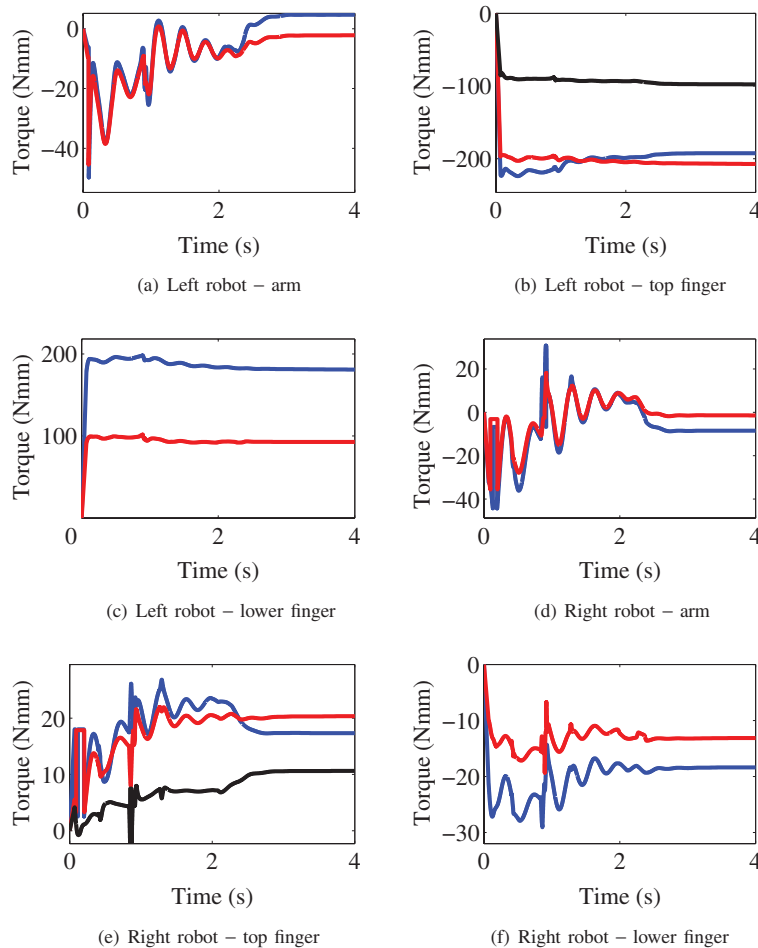 0
−20
−40
Torque (Nmm)
0 2 4
Time (s)
(a) Left robot – arm
0
−100
−200
Torque (Nmm)
0 2 4
Time (s)
(b) Left robot – top finger
200
100
Torque (Nmm)
0 2 4
Time (s)
(c) Left robot – lower finger
20
0
−20
−40
Torque (Nmm)
0 2 4
Time (s)
(d) Right robot – arm
20
10
0
Torque (Nmm)
0 2 4
Time (s)
(e) Right robot – top finger
0
−10
−20
−30
Torque (Nmm)
0 2 4
Time (s)
(f) Right robot – lower finger